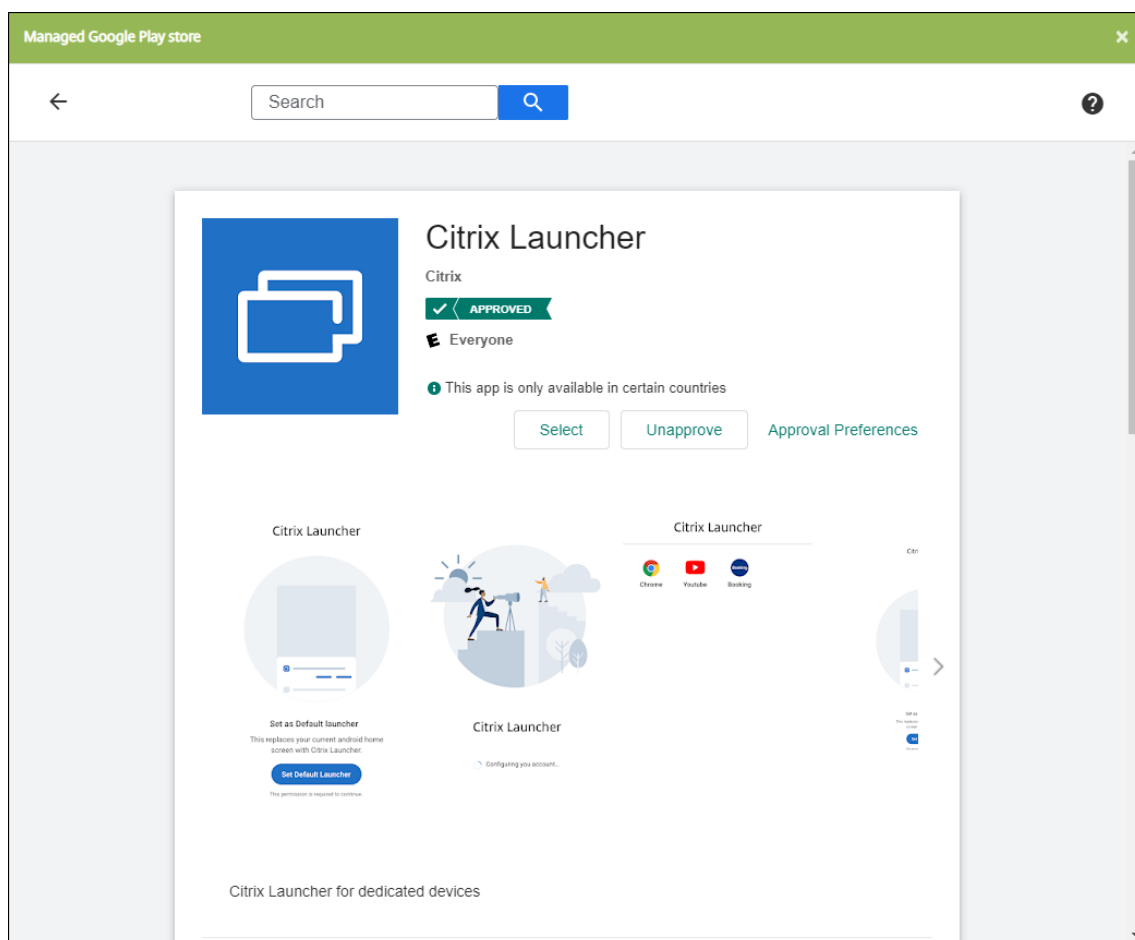 Managed Google Play store
Search
Citrix Launcher
Citrix
APPROVED
Everyone
This app is only available in certain countries
Select
Unapprove
Approval Preferences
Citrix Launcher
Set as Default launcher
This replaces your current android home
screen with Citrix Launcher.
Set Default Launcher
This permission is required to continue.
Citrix Launcher
Configuring you account...
Citrix Launcher
Chrome
Youtube
Booking
Citrix Launcher for dedicated devices